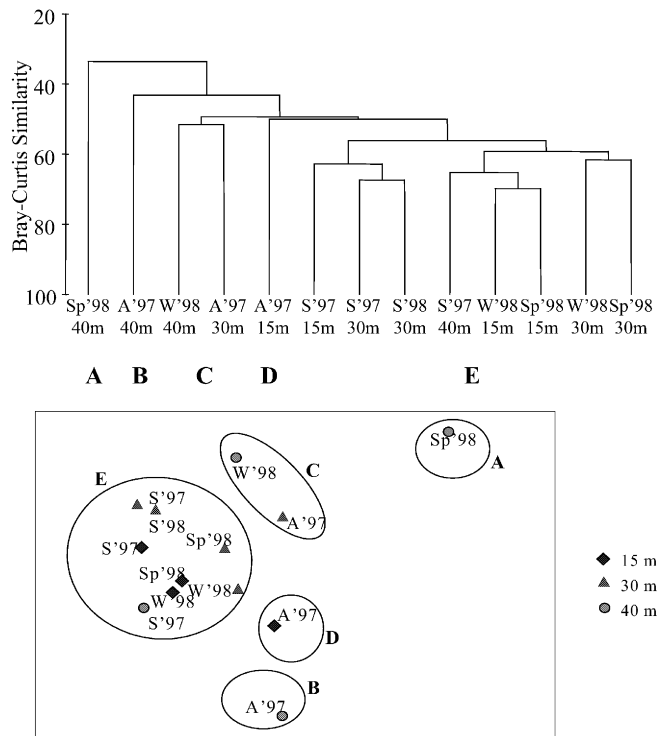 20
40
60
80
100
Bray-Curtis Similarity
Sp’98 A’97 W’98 A’97 A’97 S’97 S’97 S’98 S’97 W’98 Sp’98 W’98 Sp’98
40m 40m 40m 30m 15m 15m 30m 30m 40m 15m 15m 30m 30m
A B C D E
Sp’98
A
W’98
C
A’97
E
S’97
S’98
S’97
Sp’98
Sp’98
W’98
W’98
S’97
A’97
D
B
A’97
15 m
30 m
40 m